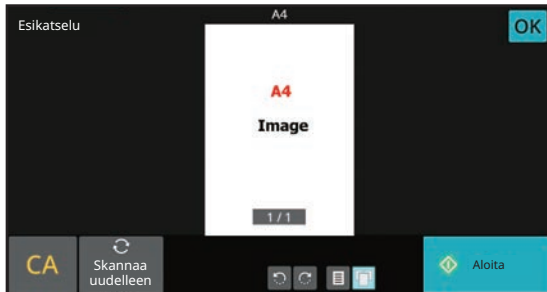 A4
Esikatselu
OK
A4
Image
1 / 1
CA
Skannaa
uudelleen
Aloita